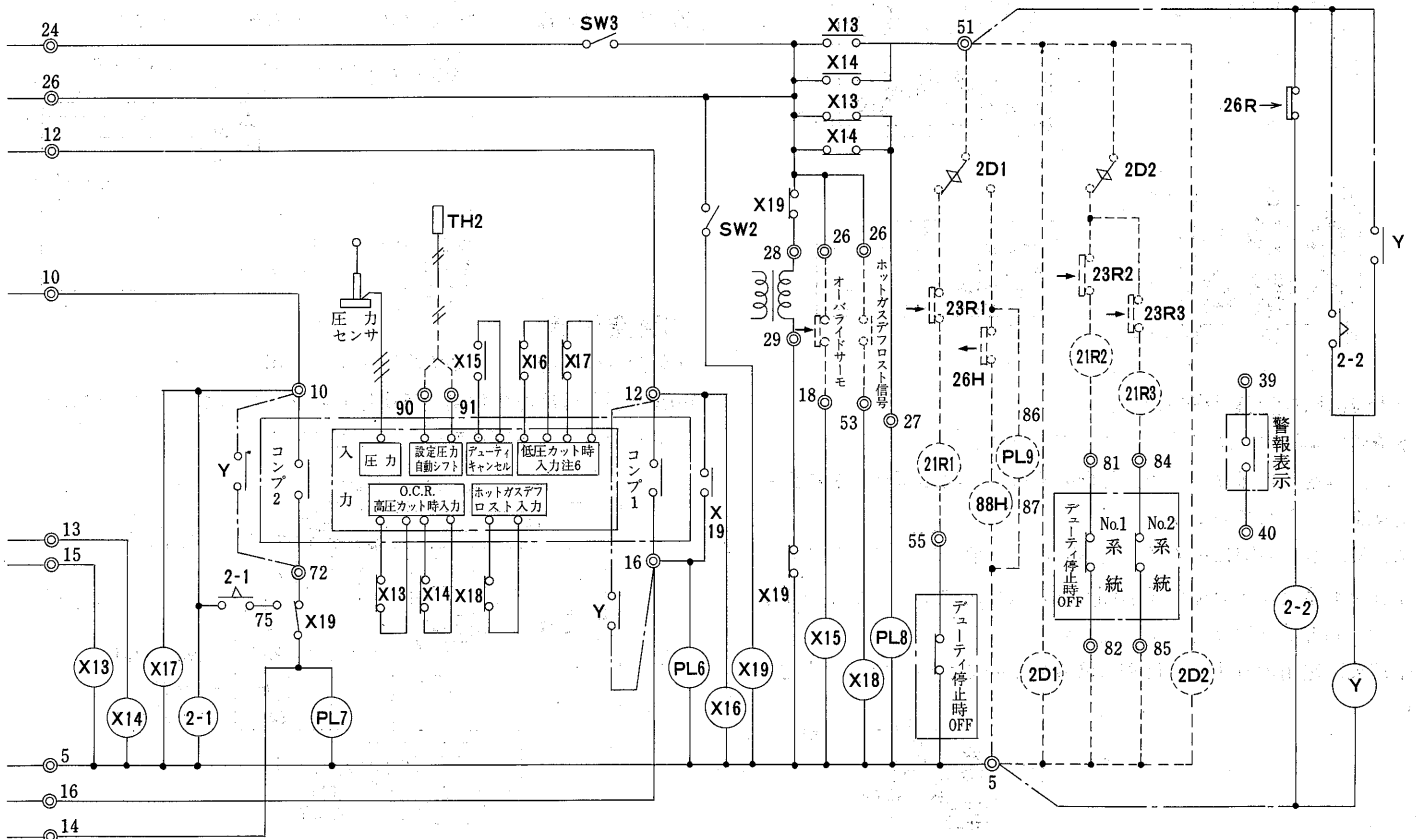 24
SW3
X13
51
X14
26
X13
26R
12
X14
2D1
2D2
X19
SW2
TH2
28
26
26
Y
オーバライドサーモ
ホットガスデフロスト信号
10
圧力
センサ
23R2
23R1
23R3
29
21R2
2-2
X15
X16
X17
26H
39
21R3
10
90
91
12
18
53
27
86
警報表示
コンプ2
入力
圧力
設定圧力
自動シフト
デューティ
キャンセル
低圧カット時
入力注6
コンプ1
Y
21R1
PL9
81
84
O.C.R.
高圧カット時入力
ホットガスデフ
ロスト入力
X19
88H
87
デューティ停止時OFF
No.1系統
No.2系統
40
13
15
72
16
55
2-1
75
X19
X13
X14
X18
Y
X19
2-2
デューティ停止時OFF
X13
X17
PL6
X19
X15
PL8
82
85
2D1
2D2
X14
2-1
PL7
X16
X18
Y
5
5
16
14